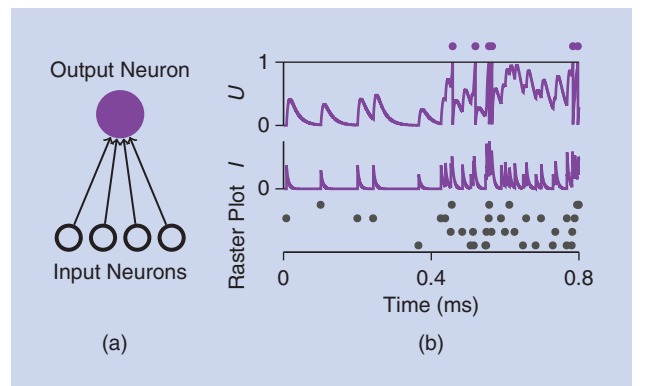 Output Neuron
Input Neurons
(a)
1
U
0
I
0
Raster Plot
0
0.4
0.8
Time (ms)
(b)